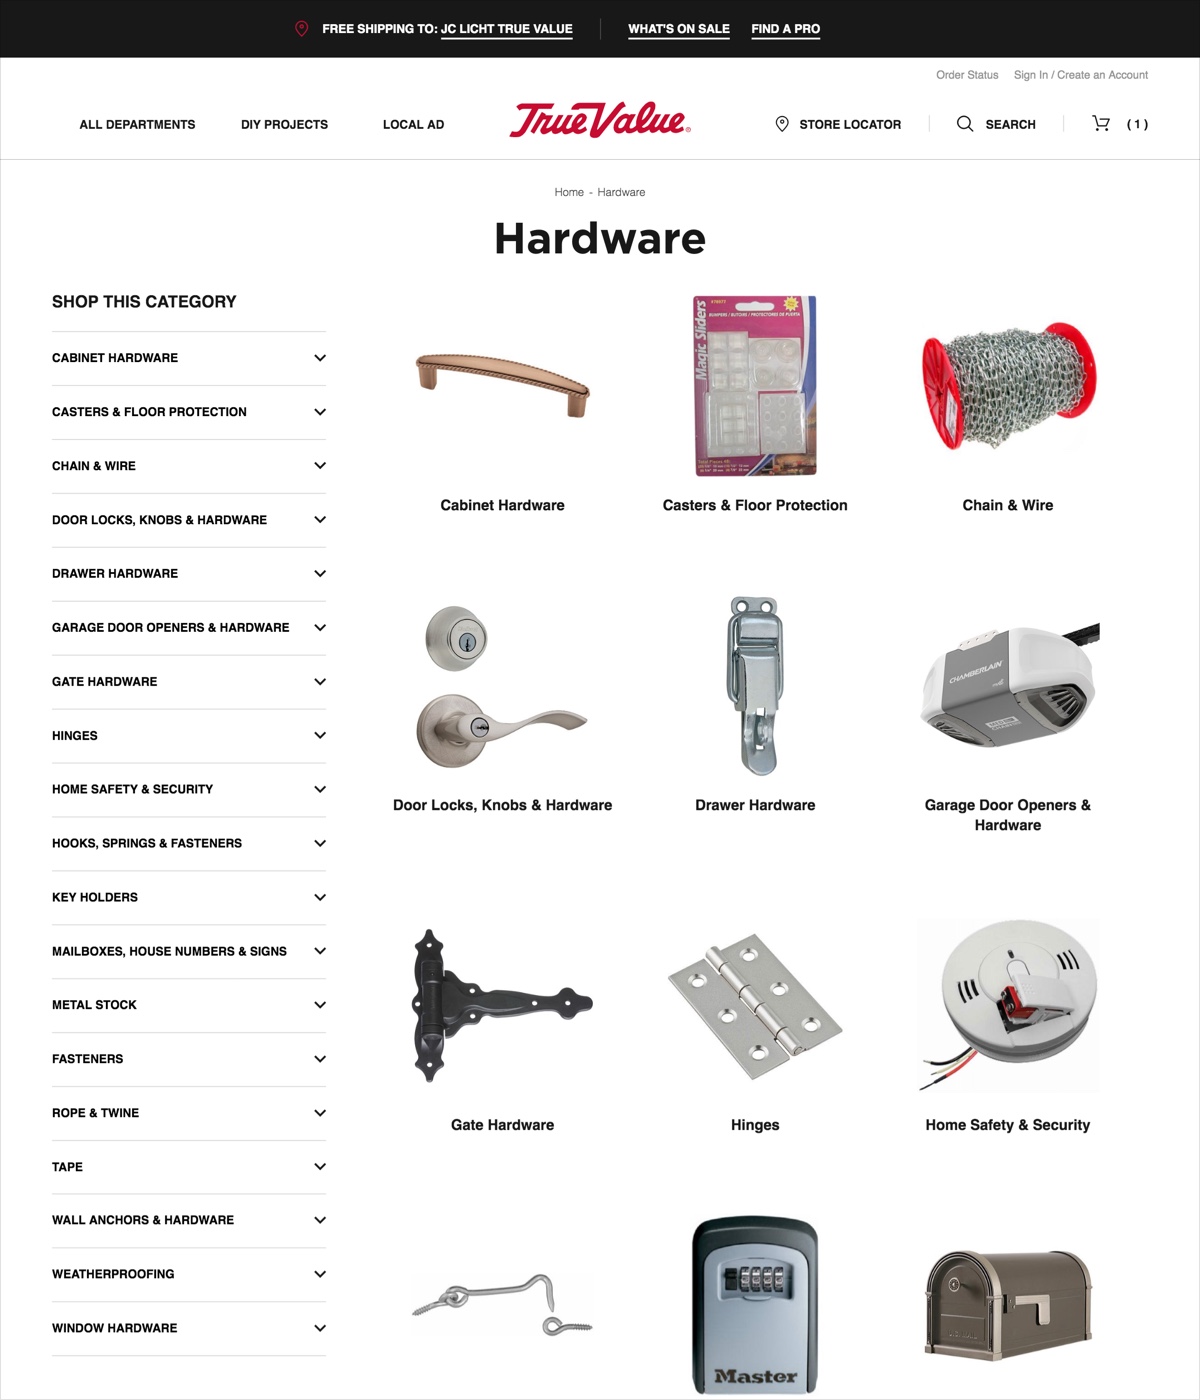 FREE SHIPPING TO: JC LICHT TRUE VALUE
WHAT'S ON SALE
FIND A PRO
Order Status
Sign In / Create an Account
ALL DEPARTMENTS
DIY PROJECTS
LOCAL AD
True Value®
STORE LOCATOR
SEARCH
( 1 )
Home - Hardware
Hardware
SHOP THIS CATEGORY
CABINET HARDWARE
CASTERS & FLOOR PROTECTION
CHAIN & WIRE
DOOR LOCKS, KNOBS & HARDWARE
DRAWER HARDWARE
GARAGE DOOR OPENERS & HARDWARE
GATE HARDWARE
HINGES
HOME SAFETY & SECURITY
HOOKS, SPRINGS & FASTENERS
KEY HOLDERS
MAILBOXES, HOUSE NUMBERS & SIGNS
METAL STOCK
FASTENERS
ROPE & TWINE
TAPE
WALL ANCHORS & HARDWARE
WEATHERPROOFING
WINDOW HARDWARE
Magic Sliders
Cabinet Hardware
Casters & Floor Protection
Chain & Wire
CHAMBERLAIN
Door Locks, Knobs & Hardware
Drawer Hardware
Garage Door Openers &
Hardware
Gate Hardware
Hinges
Home Safety & Security
Master